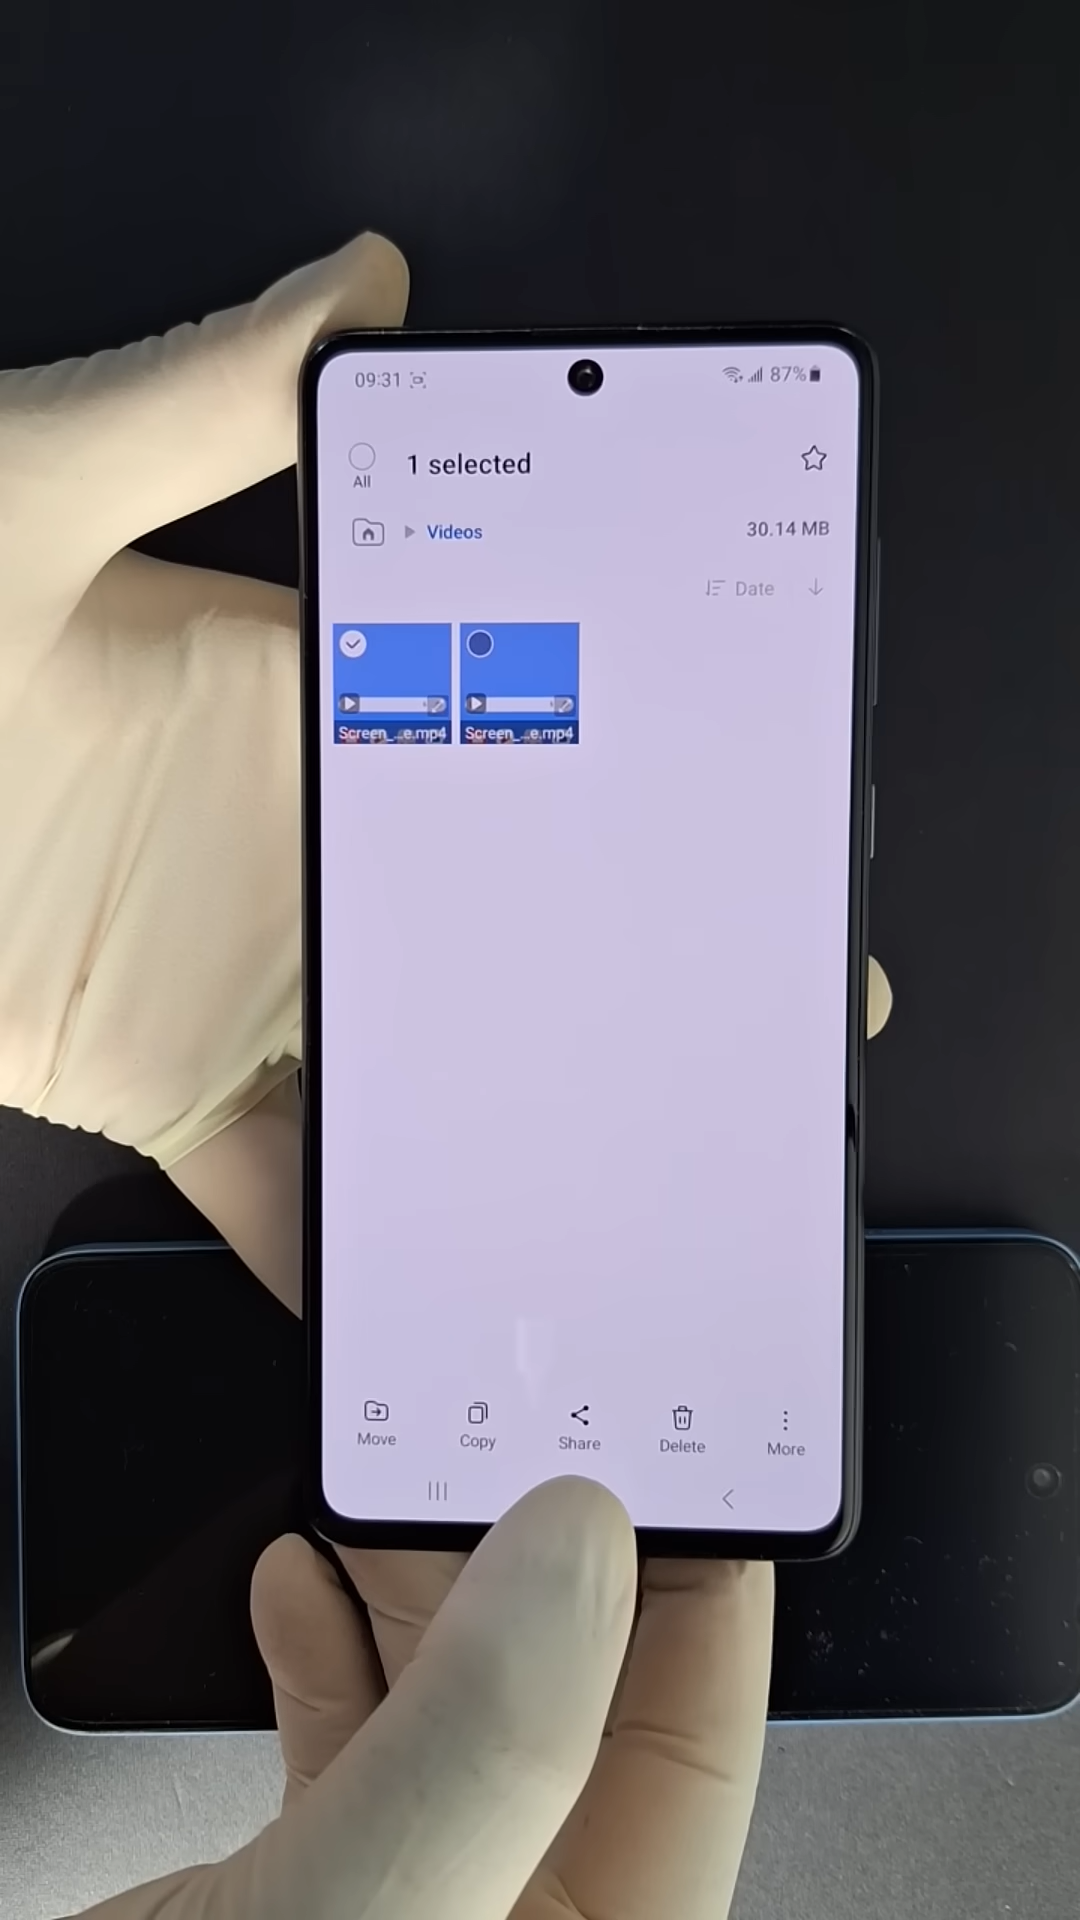 09:31 87%
1 selected
All
Videos 30.14 MB
Date
Screen_...e.mp4 Screen_...e.mp4
Move Copy Share Delete More